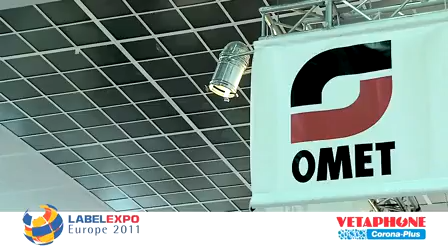 OMET
LABELEXPO
Europe 2011
VETAPHONE
Corona-Plus